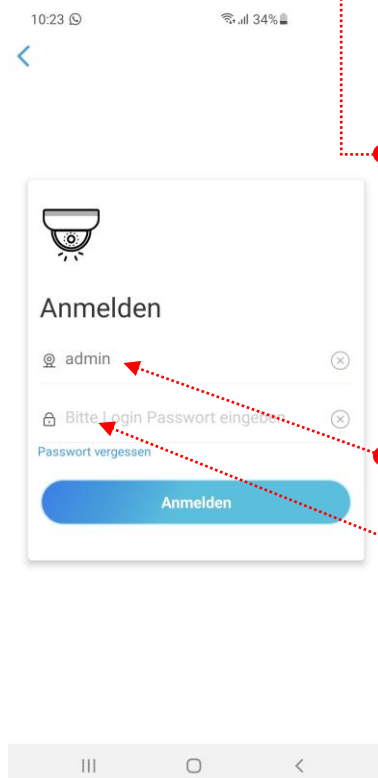 10:23 34%
Anmelden
admin
Bitte Login Passwort eingeben
Passwort vergessen
Anmelden